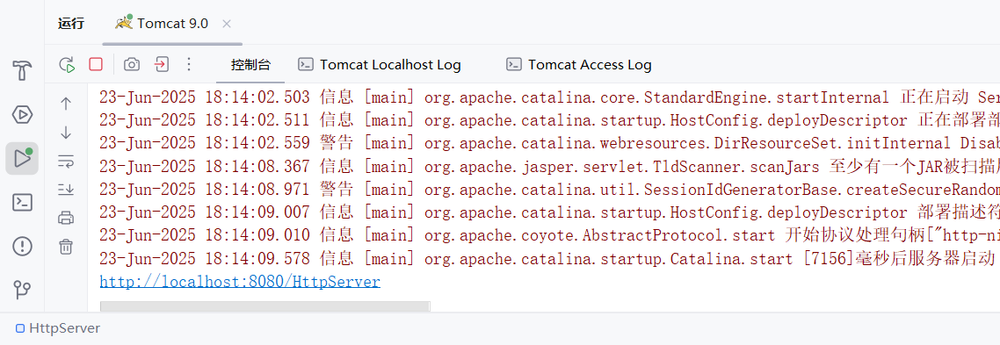 运行
Tomcat 9.0
控制台
Tomcat Localhost Log
Tomcat Access Log
23-Jun-2025 18:14:02.503 信息 [main] org.apache.catalina.core.StandardEngine.startInternal 正在启动 Ser
23-Jun-2025 18:14:02.511 信息 [main] org.apache.catalina.startup.HostConfig.deployDescriptor 正在部署部
23-Jun-2025 18:14:02.559 警告 [main] org.apache.catalina.webresources.DirResourceSet.initInternal Disab
23-Jun-2025 18:14:08.367 信息 [main] org.apache.jasper.servlet.TldScanner.scanJars 至少有一个JAR被扫描
23-Jun-2025 18:14:08.971 警告 [main] org.apache.catalina.util.SessionIdGeneratorBase.createSecureRandom
23-Jun-2025 18:14:09.007 信息 [main] org.apache.catalina.startup.HostConfig.deployDescriptor 部署描述符
23-Jun-2025 18:14:09.010 信息 [main] org.apache.coyote.AbstractProtocol.start 开始协议处理句柄["http-ni
23-Jun-2025 18:14:09.578 信息 [main] org.apache.catalina.startup.Catalina.start [7156]毫秒后服务器启动
http://localhost:8080/HttpServer
HttpServer